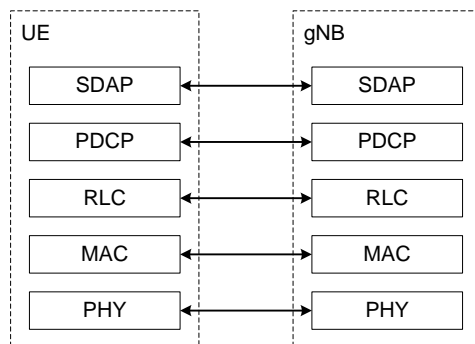 UE gNB
SDAP SDAP
PDCP PDCP
RLC RLC
MAC MAC
PHY PHY